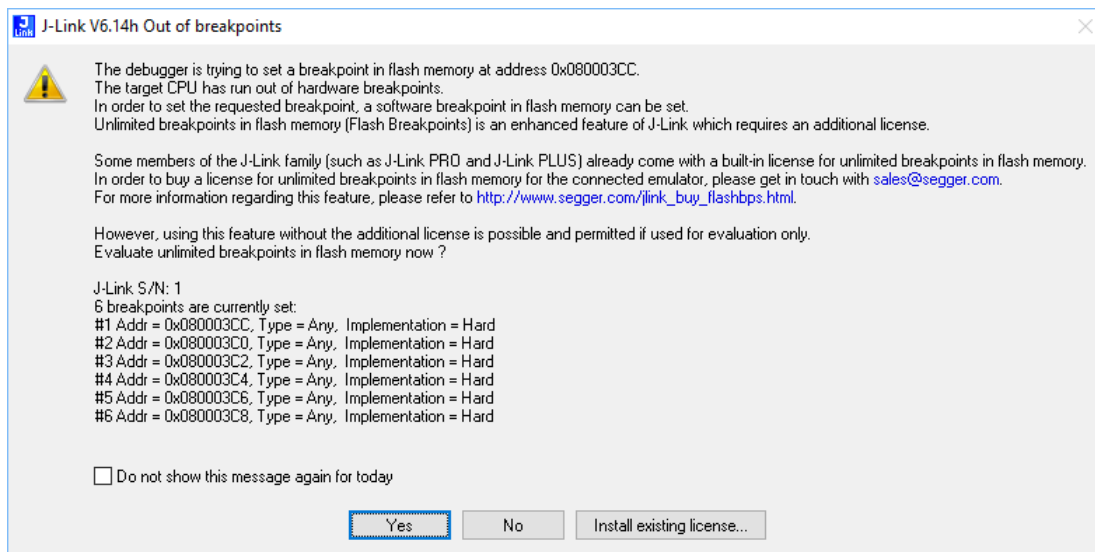 J-Link V6.14h Out of breakpoints
The debugger is trying to set a breakpoint in flash memory at address 0x080003CC.
The target CPU has run out of hardware breakpoints.
In order to set the requested breakpoint, a software breakpoint in flash memory can be set.
Unlimited breakpoints in flash memory (Flash Breakpoints) is an enhanced feature of J-Link which requires an additional license.
Some members of the J-Link family (such as J-Link PRO and J-Link PLUS) already come with a built-in license for unlimited breakpoints in flash memory.
In order to buy a license for unlimited breakpoints in flash memory for the connected emulator, please get in touch with sales@segger.com.
For more information regarding this feature, please refer to http://www.segger.com/jlink_buy_flashbps.html.
However, using this feature without the additional license is possible and permitted if used for evaluation only.
Evaluate unlimited breakpoints in flash memory now ?
J-Link S/N: 1
6 breakpoints are currently set:
#1 Addr = 0x080003CC, Type = Any, Implementation = Hard
#2 Addr = 0x080003C0, Type = Any, Implementation = Hard
#3 Addr = 0x080003C2, Type = Any, Implementation = Hard
#4 Addr = 0x080003C4, Type = Any, Implementation = Hard
#5 Addr = 0x080003C6, Type = Any, Implementation = Hard
#6 Addr = 0x080003C8, Type = Any, Implementation = Hard
Do not show this message again for today
Yes No Install existing license...